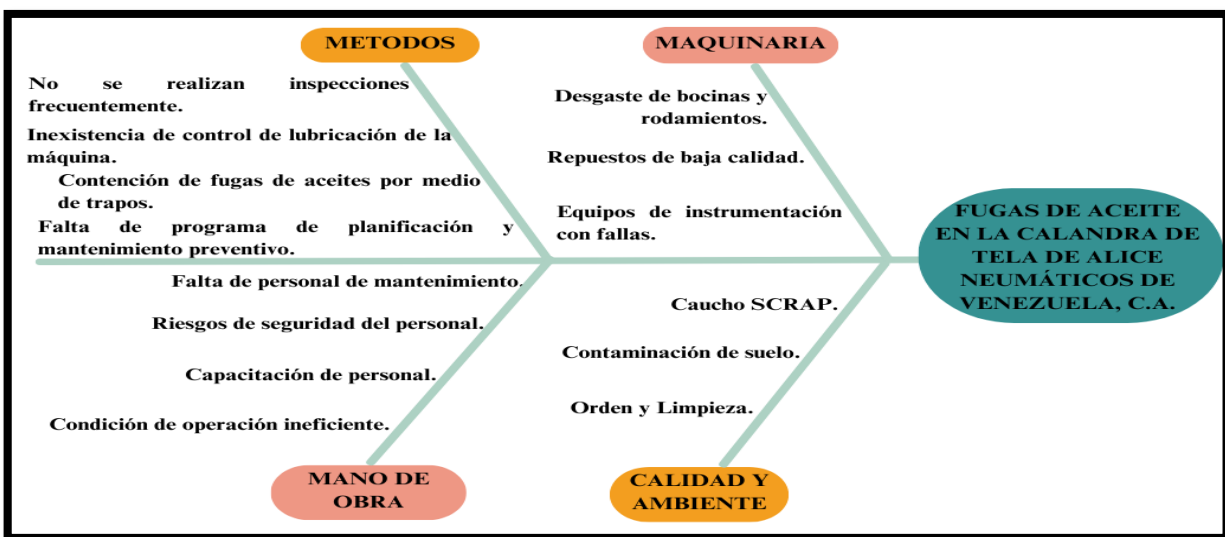 METODOS
No se realizan inspecciones
frecuentemente.
Inexistencia de control de lubricación de la
máquina.
Contención de fugas de aceites por medio
de trapos.
Falta de programa de planificación y
mantenimiento preventivo.
MAQUINARIA
Desgaste de bocinas y
rodamientos.
Repuestos de baja calidad.
Equipos de instrumentación
con fallas.
FUGAS DE ACEITE
EN LA CALANDRA DE
TELA DE ALICE
NEUMÁTICOS DE
VENEZUELA, C.A.
Falta de personal de mantenimiento.
Riesgos de seguridad del personal.
Capacitación de personal.
Condición de operación ineficiente.
MANO DE
OBRA
Caucho SCRAP.
Contaminación de suelo.
Orden y Limpieza.
CALIDAD Y
AMBIENTE